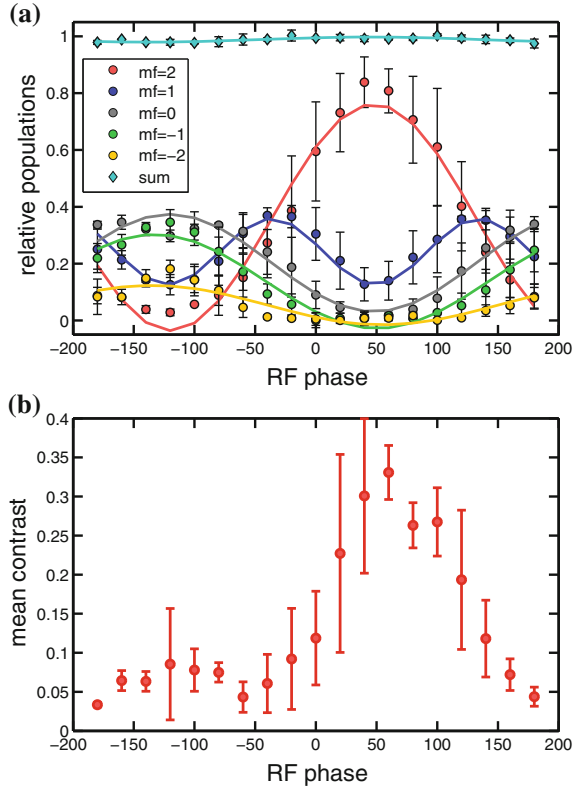 (a)
relative populations
1
0.8
0.6
0.4
0.2
0
mf=2
mf=1
mf=0
mf=−1
mf=−2
sum
−200 −150 −100 −50 0 50 100 150 200
RF phase
(b)
mean contrast
0.4
0.35
0.3
0.25
0.2
0.15
0.1
0.05
0
−200 −150 −100 −50 0 50 100 150 200
RF phase